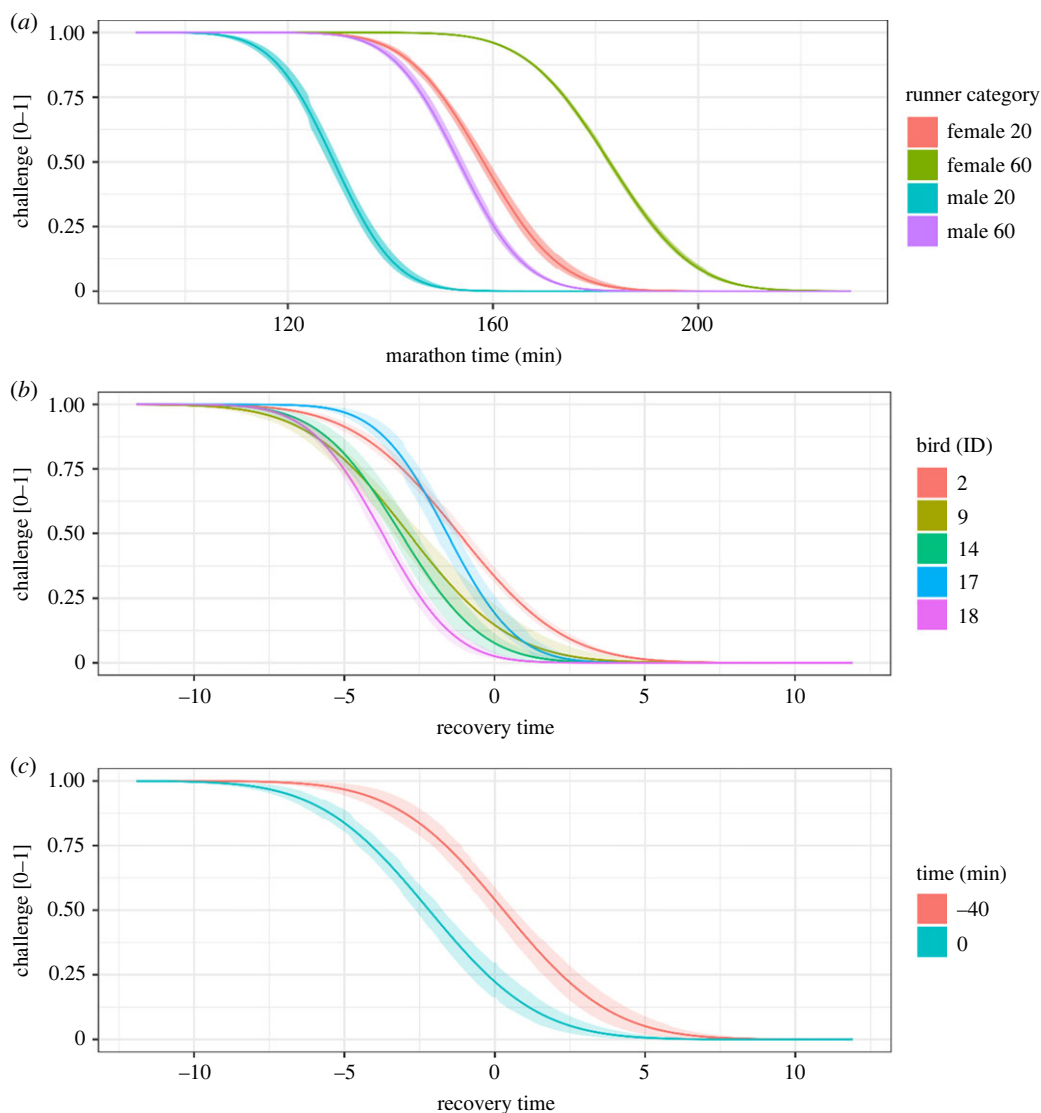 (a)
1.00
0.75
0.50
0.25
0
challenge [0–1]
120 160 200
marathon time (min)
runner category
female 20
female 60
male 20
male 60
(b)
1.00
0.75
0.50
0.25
0
challenge [0–1]
–10 –5 0 5 10
recovery time
bird (ID)
2
9
14
17
18
(c)
1.00
0.75
0.50
0.25
0
challenge [0–1]
–10 –5 0 5 10
recovery time
time (min)
–40
0